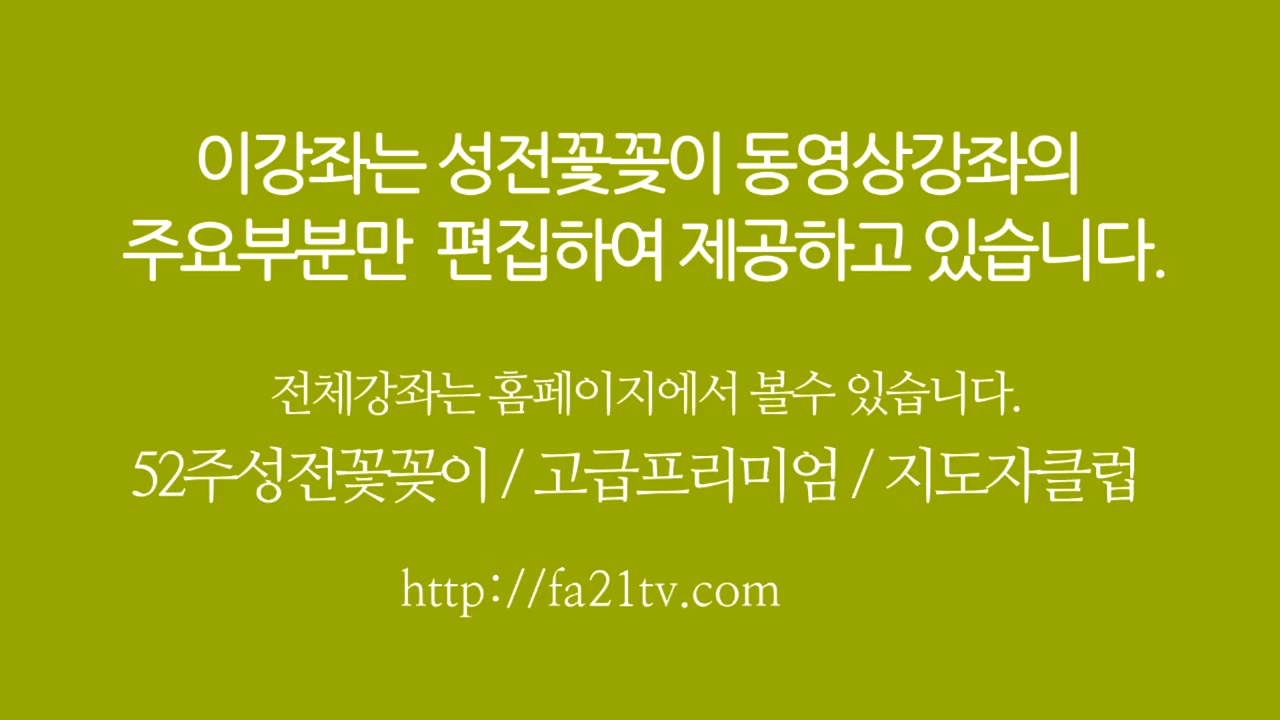 이강좌는 성전꽃꽂이 동영상강좌의
주요부분만 편집하여 제공하고 있습니다.
전체강좌는 홈페이지에서 볼수 있습니다.
52주성전꽃꽂이 / 고급프리미엄 / 지도자클럽
http://fa21tv.com